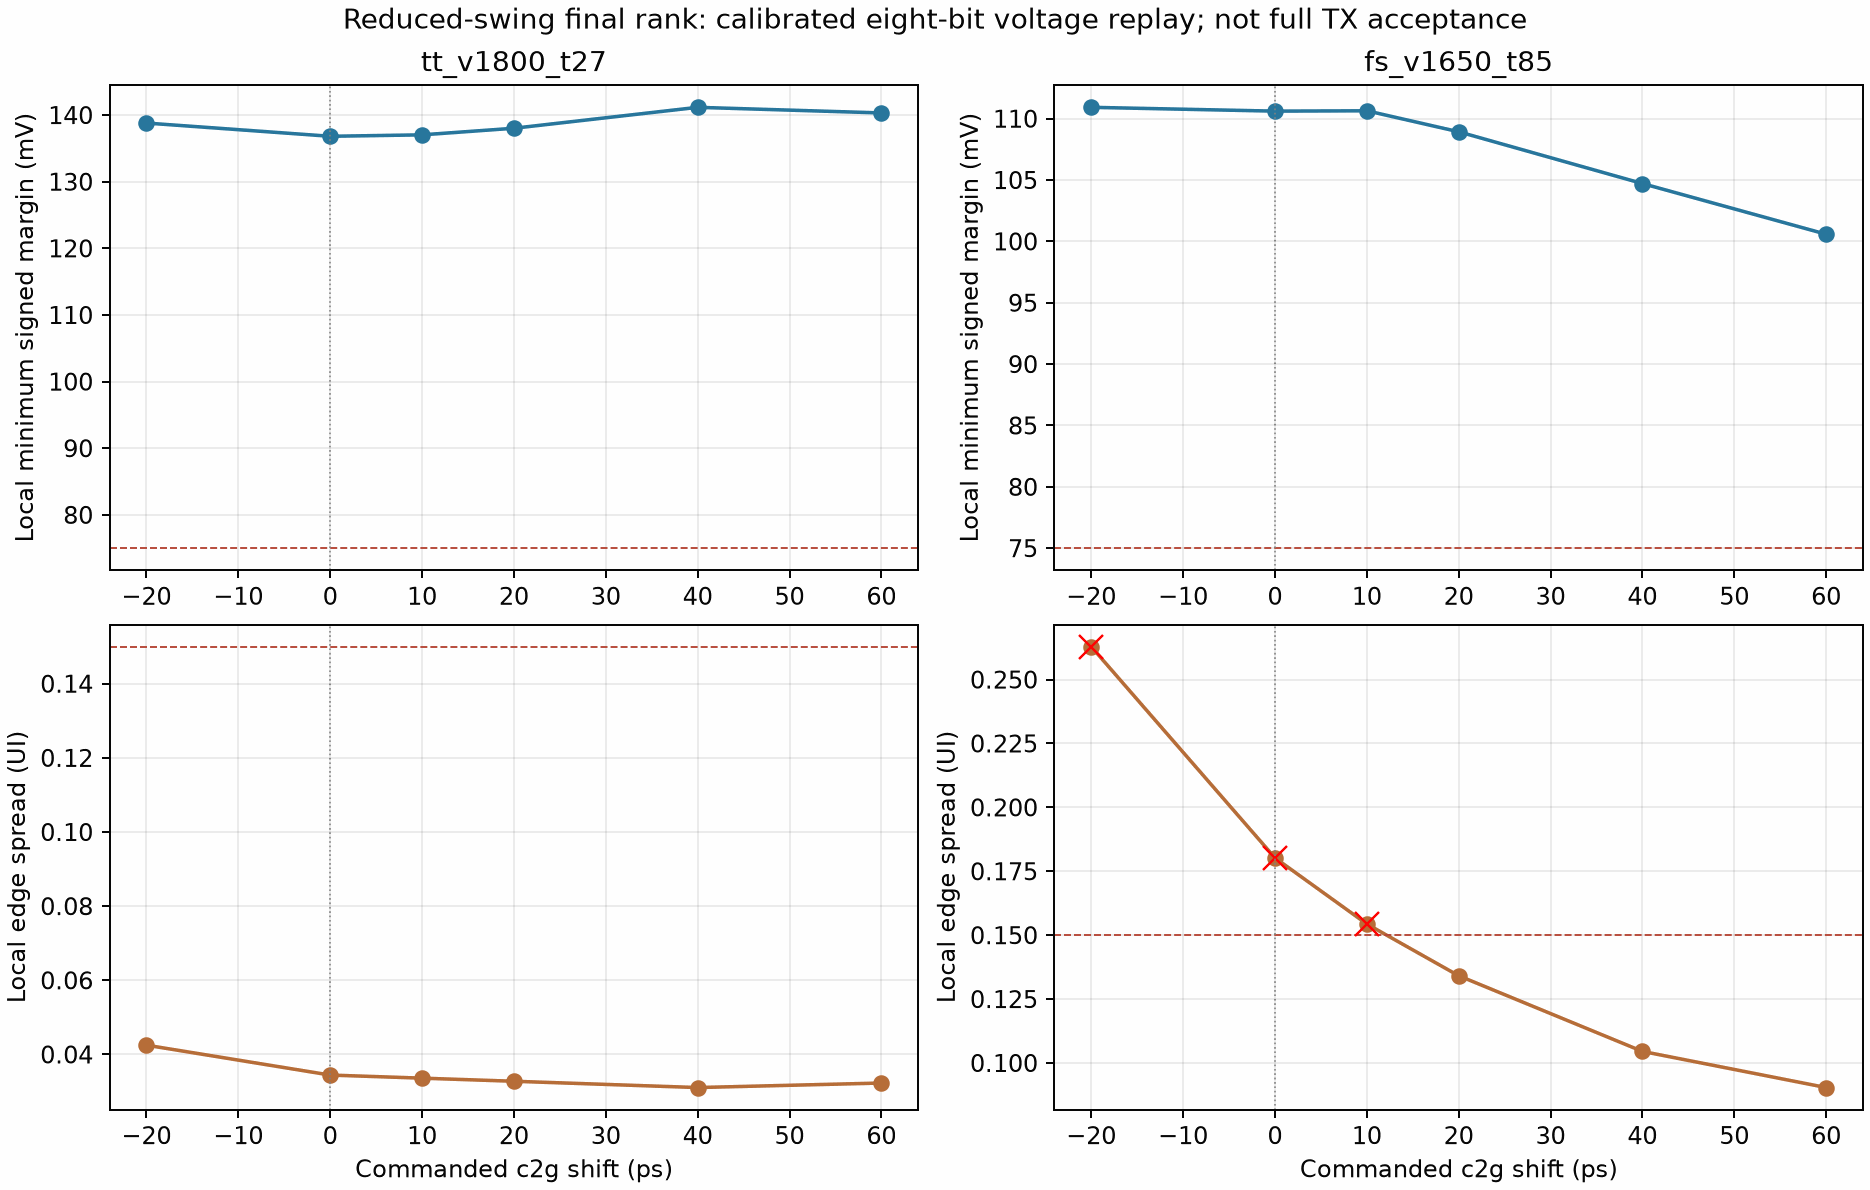 Reduced-swing final rank: calibrated eight-bit voltage replay; not full TX acceptance
tt_v1800_t27
Local minimum signed margin (mV)
140
130
120
110
100
90
80
−20 −10 0 10 20 30 40 50 60
fs_v1650_t85
Local minimum signed margin (mV)
110
105
100
95
90
85
80
75
−20 −10 0 10 20 30 40 50 60
Local edge spread (UI)
0.14
0.12
0.10
0.08
0.06
0.04
−20 −10 0 10 20 30 40 50 60
Commanded c2g shift (ps)
Local edge spread (UI)
0.250
0.225
0.200
0.175
0.150
0.125
0.100
−20 −10 0 10 20 30 40 50 60
Commanded c2g shift (ps)